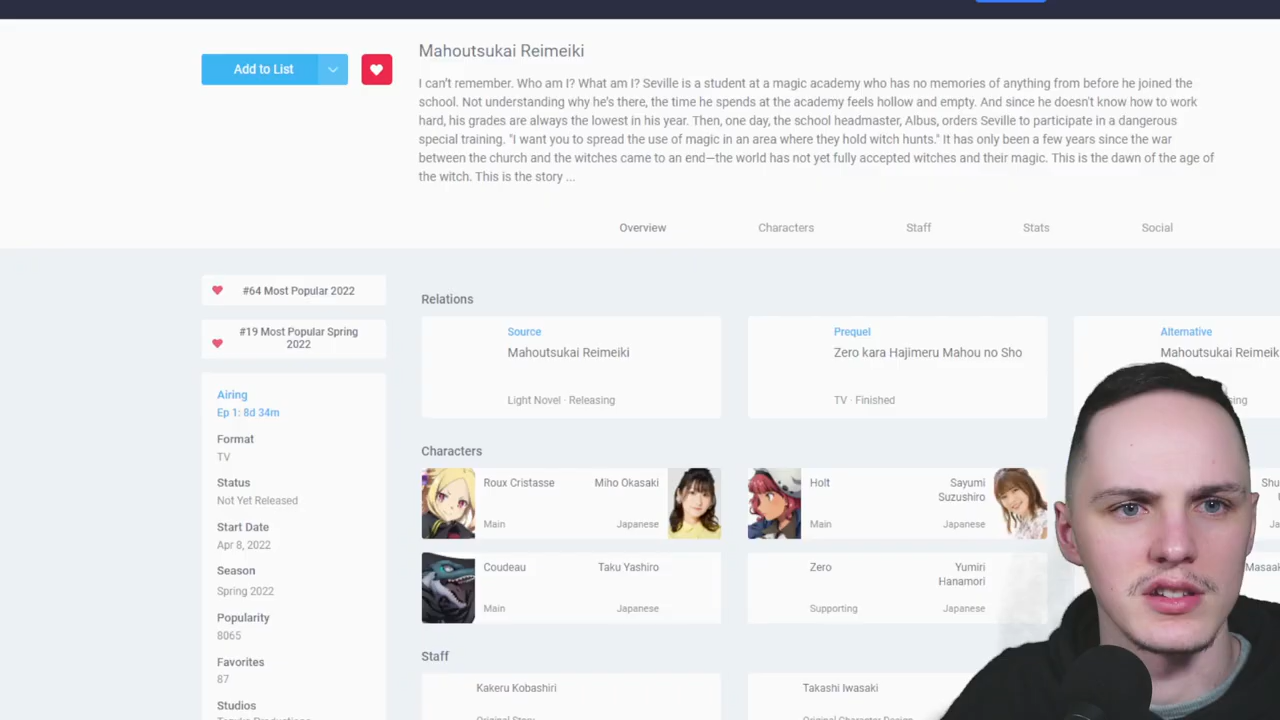 Mahoutsukai Reimeiki
Add to List
I can't remember. Who am I? What am I? Seville is a student at a magic academy who has no memories of anything from before he joined the
school. Not understanding why he's there, the time he spends at the academy feels hollow and empty. And since he doesn't know how to work
hard, his grades are always the lowest in his year. Then, one day, the school headmaster, Albus, orders Seville to participate in a dangerous
special training. "I want you to spread the use of magic in an area where they hold witch hunts." It has only been a few years since the war
between the church and the witches came to an end—the world has not yet fully accepted witches and their magic. This is the dawn of the age of
the witch. This is the story ...
Overview
Characters
Staff
Stats
Social
#64 Most Popular 2022
#19 Most Popular Spring
2022
Airing
Ep 1: 8d 34m
Format
TV
Status
Not Yet Released
Start Date
Apr 8, 2022
Season
Spring 2022
Popularity
8065
Favorites
87
Studios
Relations
Source
Mahoutsukai Reimeiki
Light Novel · Releasing
Prequel
Zero kara Hajimeru Mahou no Sho
TV · Finished
Alternative
Mahoutsukai Reimeik
Characters
Roux Cristasse
Miho Okasaki
Main
Japanese
Holt
Sayumi
Suzushiro
Main
Japanese
Coudeau
Taku Yashiro
Main
Japanese
Zero
Yumiri
Hanamori
Supporting
Japanese
Staff
Kakeru Kobashiri
Takashi Iwasaki